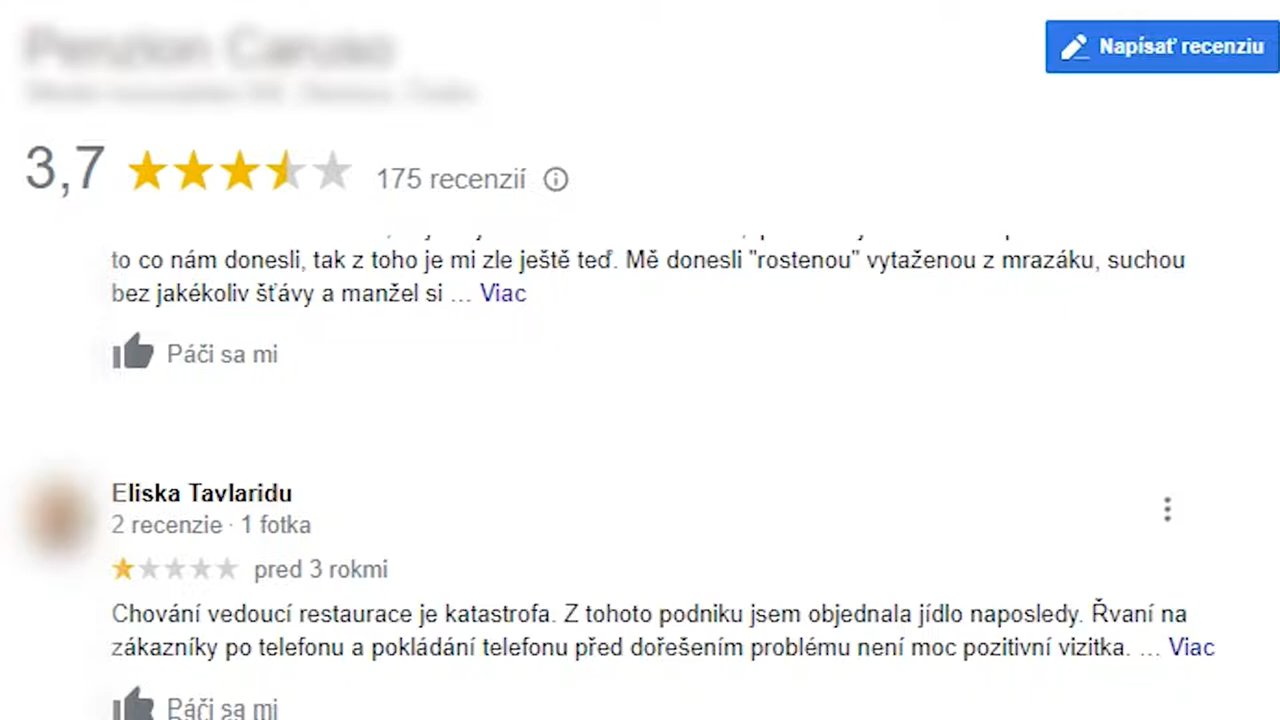 Napísať recenziu
3,7
175 recenzií
to co nám donesli, tak z toho je mi zle ještě teď. Mě donesli "rostenou" vytaženou z mrazáku, suchou
bez jakékoliv šťávy a manžel si ... Viac
Páči sa mi
Eliska Tavlaridu
2 recenzie · 1 fotka
pred 3 rokmi
Chování vedoucí restaurace je katastrofa. Z tohoto podniku jsem objednala jídlo naposledy. Řvaní na
zákazníky po telefonu a pokládání telefonu před dořešením problému není moc pozitivní vizitka. ... Viac
Páči sa mi